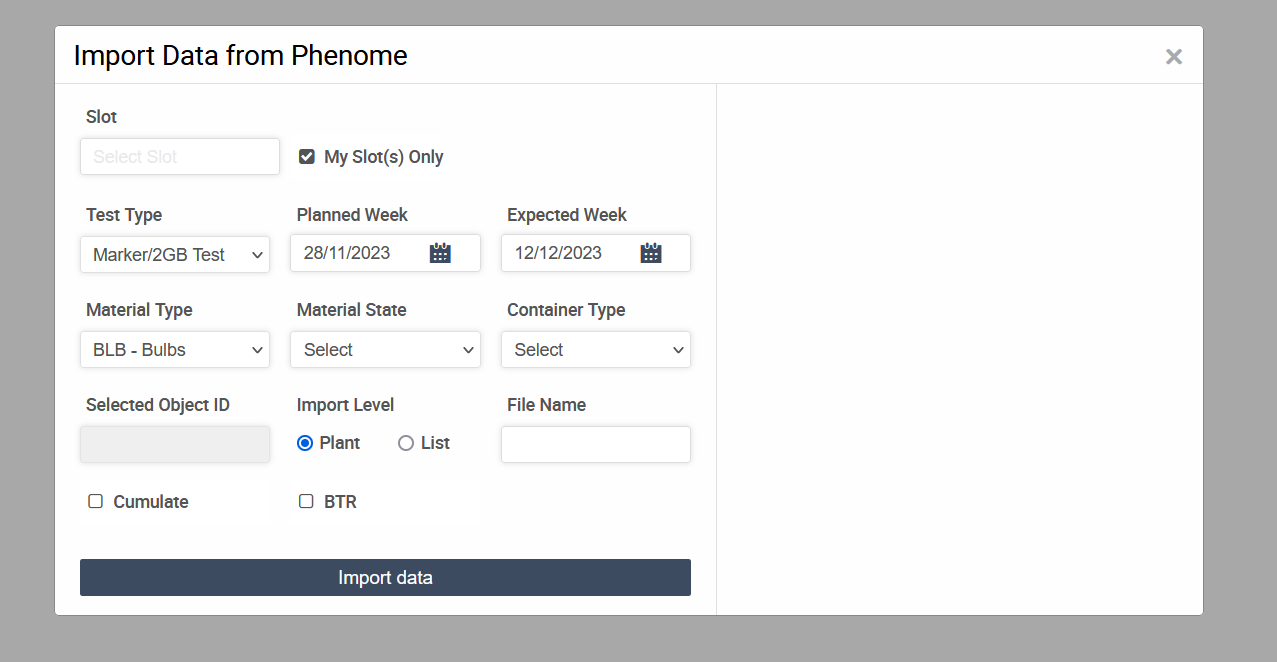 Import Data from Phenome
Slot
Select Slot
My Slot(s) Only
Test Type Planned Week Expected Week
Marker/2GB Test 28/11/2023 12/12/2023
Material Type Material State Container Type
BLB - Bulbs Select Select
Selected Object ID Import Level File Name
Plant List
Cumulate BTR
Import data